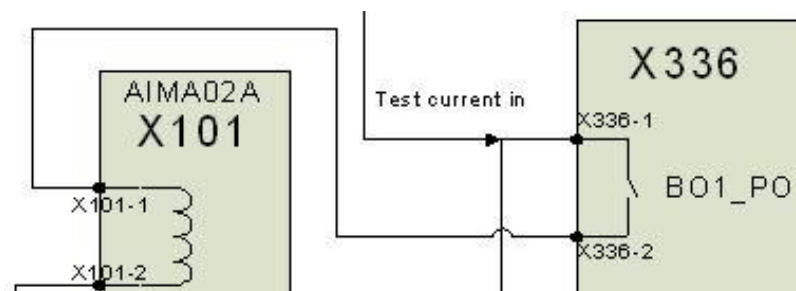 AIMA02A
X101
X101-1
X101-2
Test current in
X336
X336-1
BO1_PO
X336-2